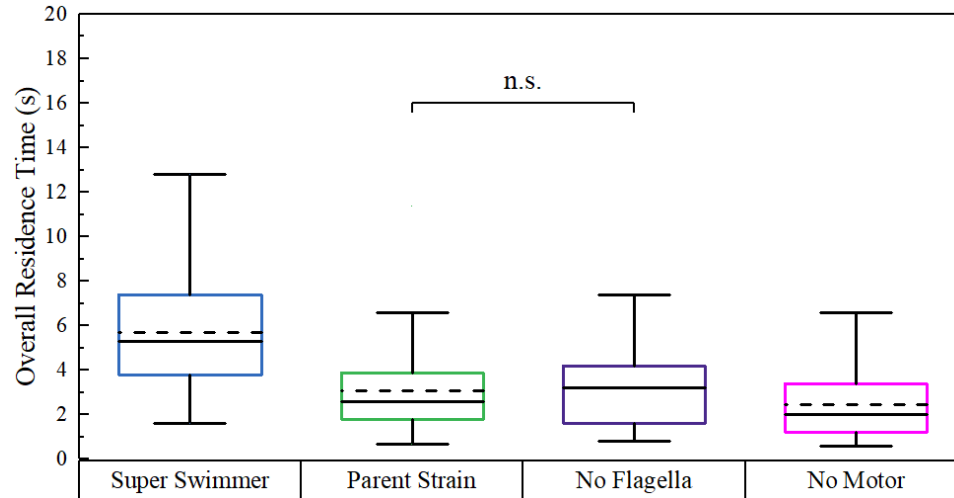 Overall Residence Time (s)
20
18
16
14
12
10
8
6
4
2
0
n.s.
Super Swimmer
Parent Strain
No Flagella
No Motor